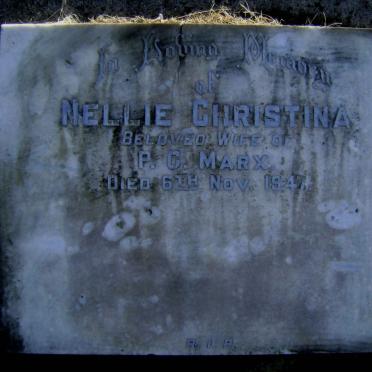 In Loving Memory
of
NELLIE CHRISTINA
BELOVED WIFE OF
P. C. MARX
DIED 6TH NOV. 1947.
R.I.P.